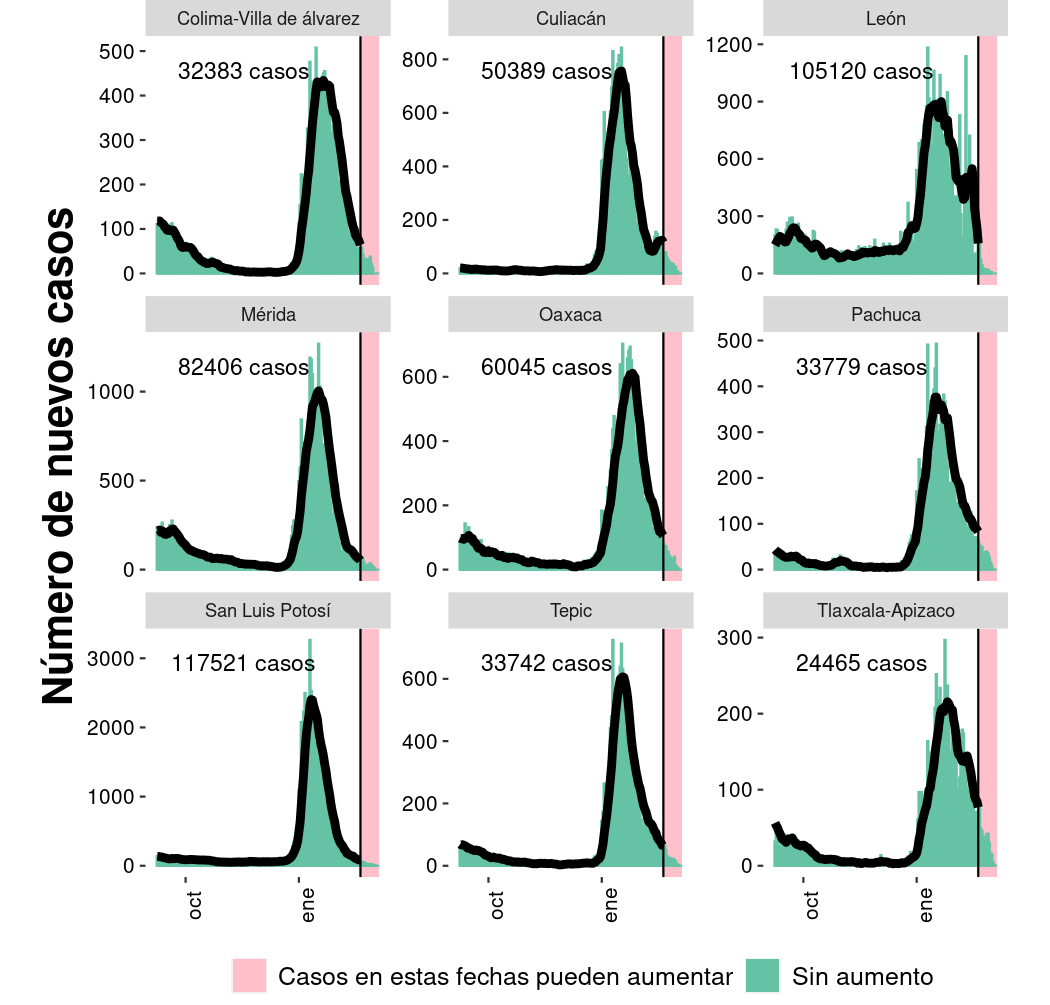 Número de nuevos casos
Colima-Villa de álvarez
Culiacán
León
500
400
300
200
100
0
32383 casos
800
600
400
200
0
50389 casos
1200
900
600
300
0
105120 casos
Mérida
Oaxaca
Pachuca
1000
500
0
82406 casos
600
400
200
0
60045 casos
500
400
300
200
100
0
33779 casos
San Luis Potosí
Tepic
Tlaxcala-Apizaco
3000
2000
1000
0
117521 casos
600
400
200
0
33742 casos
300
200
100
0
24465 casos
oct
ene
oct
ene
oct
ene
Casos en estas fechas pueden aumentar
Sin aumento